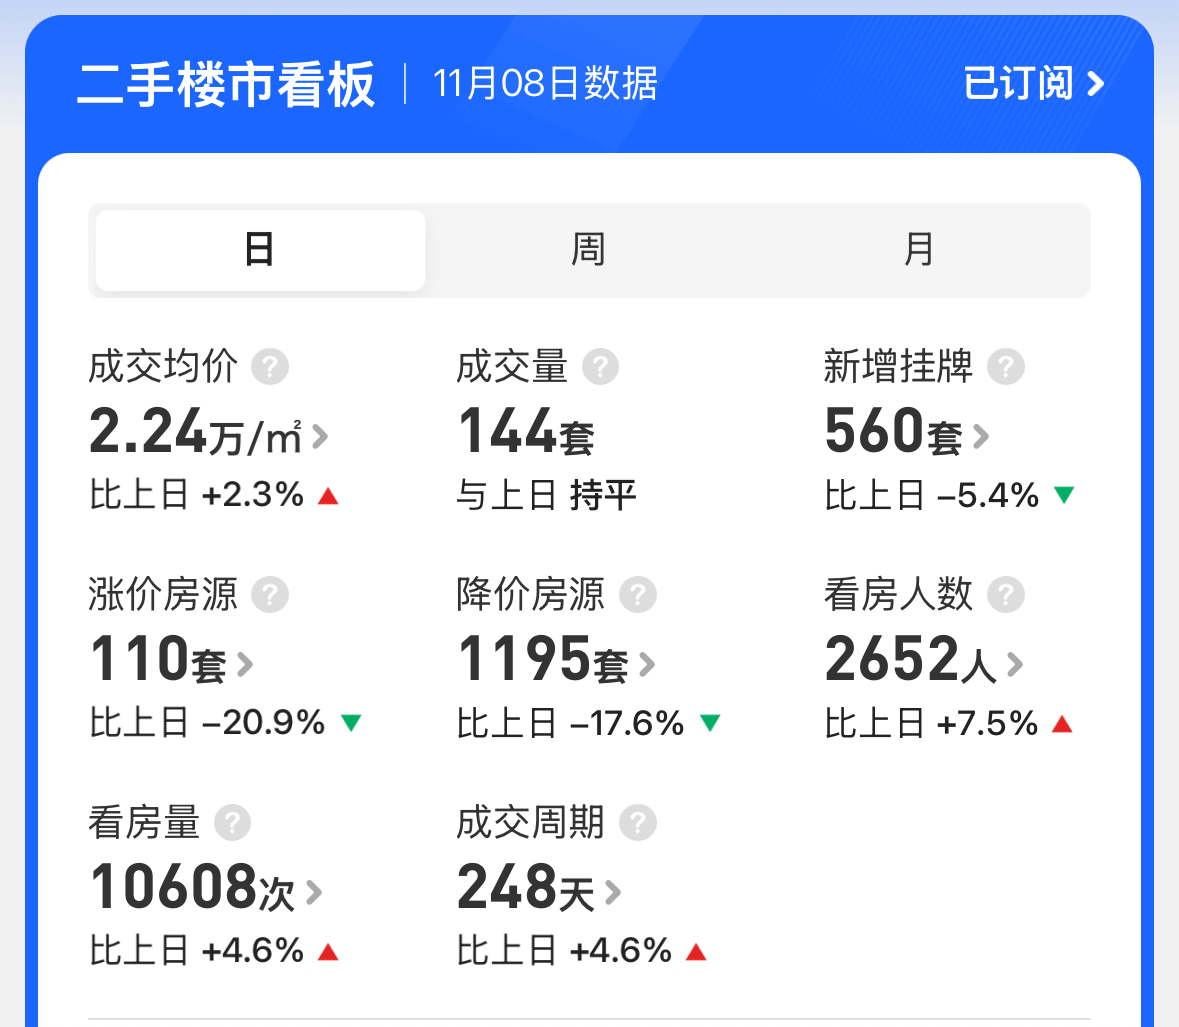 二手楼市看板 | 11月08日数据 已订阅 >
日 周 月
成交均价 ? 成交量 ? 新增挂牌 ?
2.24万/㎡ > 144套 560套 >
比上日 +2.3% ▲ 与上日 持平 比上日 –5.4% ▼
涨价房源 ? 降价房源 ? 看房人数 ?
110套 > 1195套 > 2652人 >
比上日 –20.9% ▼ 比上日 –17.6% ▼ 比上日 +7.5% ▲
看房量 ? 成交周期 ?
10608次 > 248天 >
比上日 +4.6% ▲ 比上日 +4.6% ▲